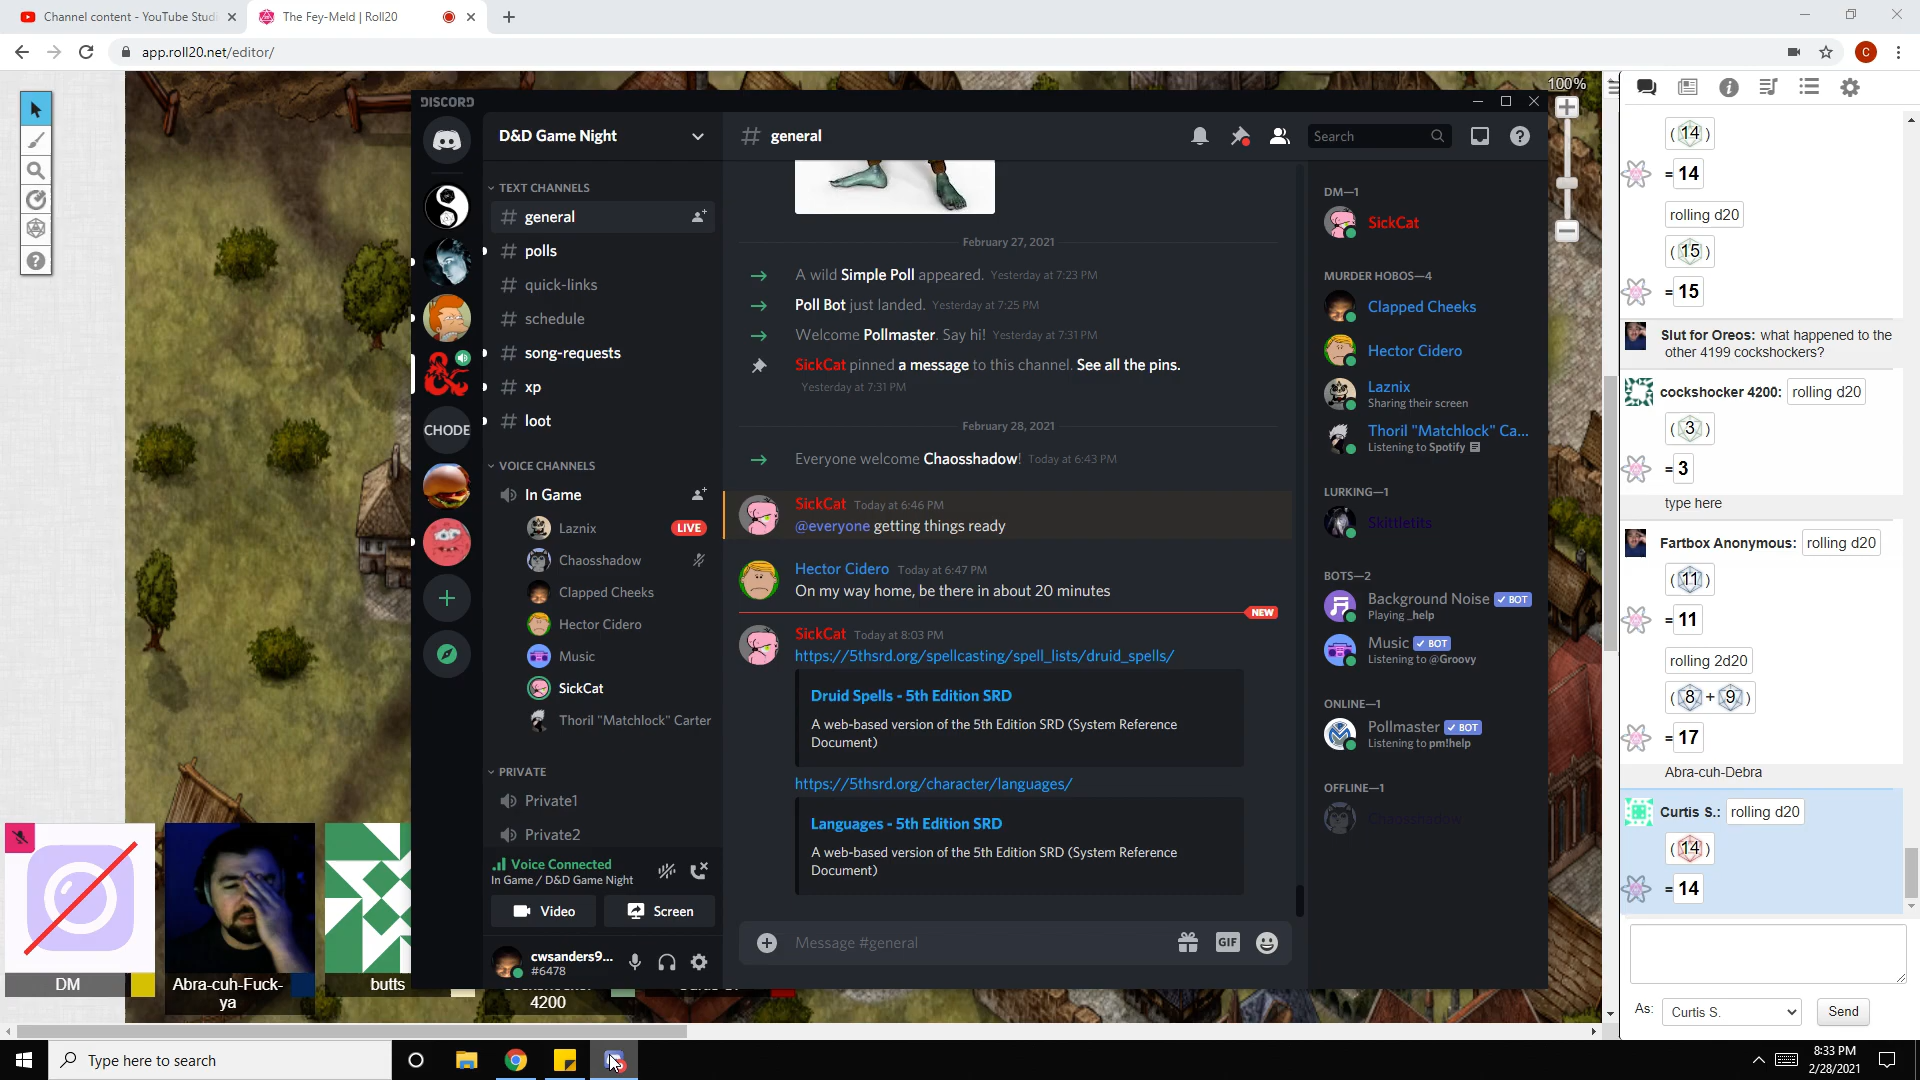 Channel content - YouTube Studi
The Fey-Meld | Roll20
app.roll20.net/editor/
C
100%
DISCORD
D&D Game Night
# general
Search
TEXT CHANNELS
# general
# polls
# quick-links
# schedule
# song-requests
# xp
# loot
CHODE
VOICE CHANNELS
In Game
Laznix
LIVE
Chaosshadow
Clapped Cheeks
Hector Cidero
Music
SickCat
Thoril "Matchlock" Carter
PRIVATE
Private1
Private2
Voice Connected
In Game / D&D Game Night
Video
Screen
cwsanders9...
#6478
February 27, 2021
A wild Simple Poll appeared. Yesterday at 7:23 PM
Poll Bot just landed. Yesterday at 7:25 PM
Welcome Pollmaster. Say hi! Yesterday at 7:31 PM
SickCat pinned a message to this channel. See all the pins.
Yesterday at 7:31 PM
February 28, 2021
Everyone welcome Chaosshadow! Today at 6:43 PM
SickCat Today at 6:46 PM
@everyone getting things ready
Hector Cidero Today at 6:47 PM
On my way home, be there in about 20 minutes
NEW
SickCat Today at 8:03 PM
https://5thsrd.org/spellcasting/spell_lists/druid_spells/
Druid Spells - 5th Edition SRD
A web-based version of the 5th Edition SRD (System Reference
Document)
https://5thsrd.org/character/languages/
Languages - 5th Edition SRD
A web-based version of the 5th Edition SRD (System Reference
Document)
Message #general
GIF
DM—1
SickCat
MURDER HOBOS—4
Clapped Cheeks
Hector Cidero
Laznix
Sharing their screen
Thoril "Matchlock" Ca...
Listening to Spotify
LURKING—1
Skittletits
BOTS—2
Background Noise BOT
Playing _help
Music BOT
Listening to @Groovy
ONLINE—1
Pollmaster BOT
Listening to pm!help
OFFLINE—1
Chaosshadow
(14)
=14
rolling d20
(15)
=15
Slut for Oreos: what happened to the
other 4199 cockshockers?
cockshocker 4200: rolling d20
(3)
=3
type here
Fartbox Anonymous: rolling d20
(11)
=11
rolling 2d20
(8+9)
=17
Abra-cuh-Debra
Curtis S.: rolling d20
(14)
=14
As:
Curtis S.
Send
DM
Abra-cuh-Fuck-
ya
butts
4200
Type here to search
8:33 PM
2/28/2021